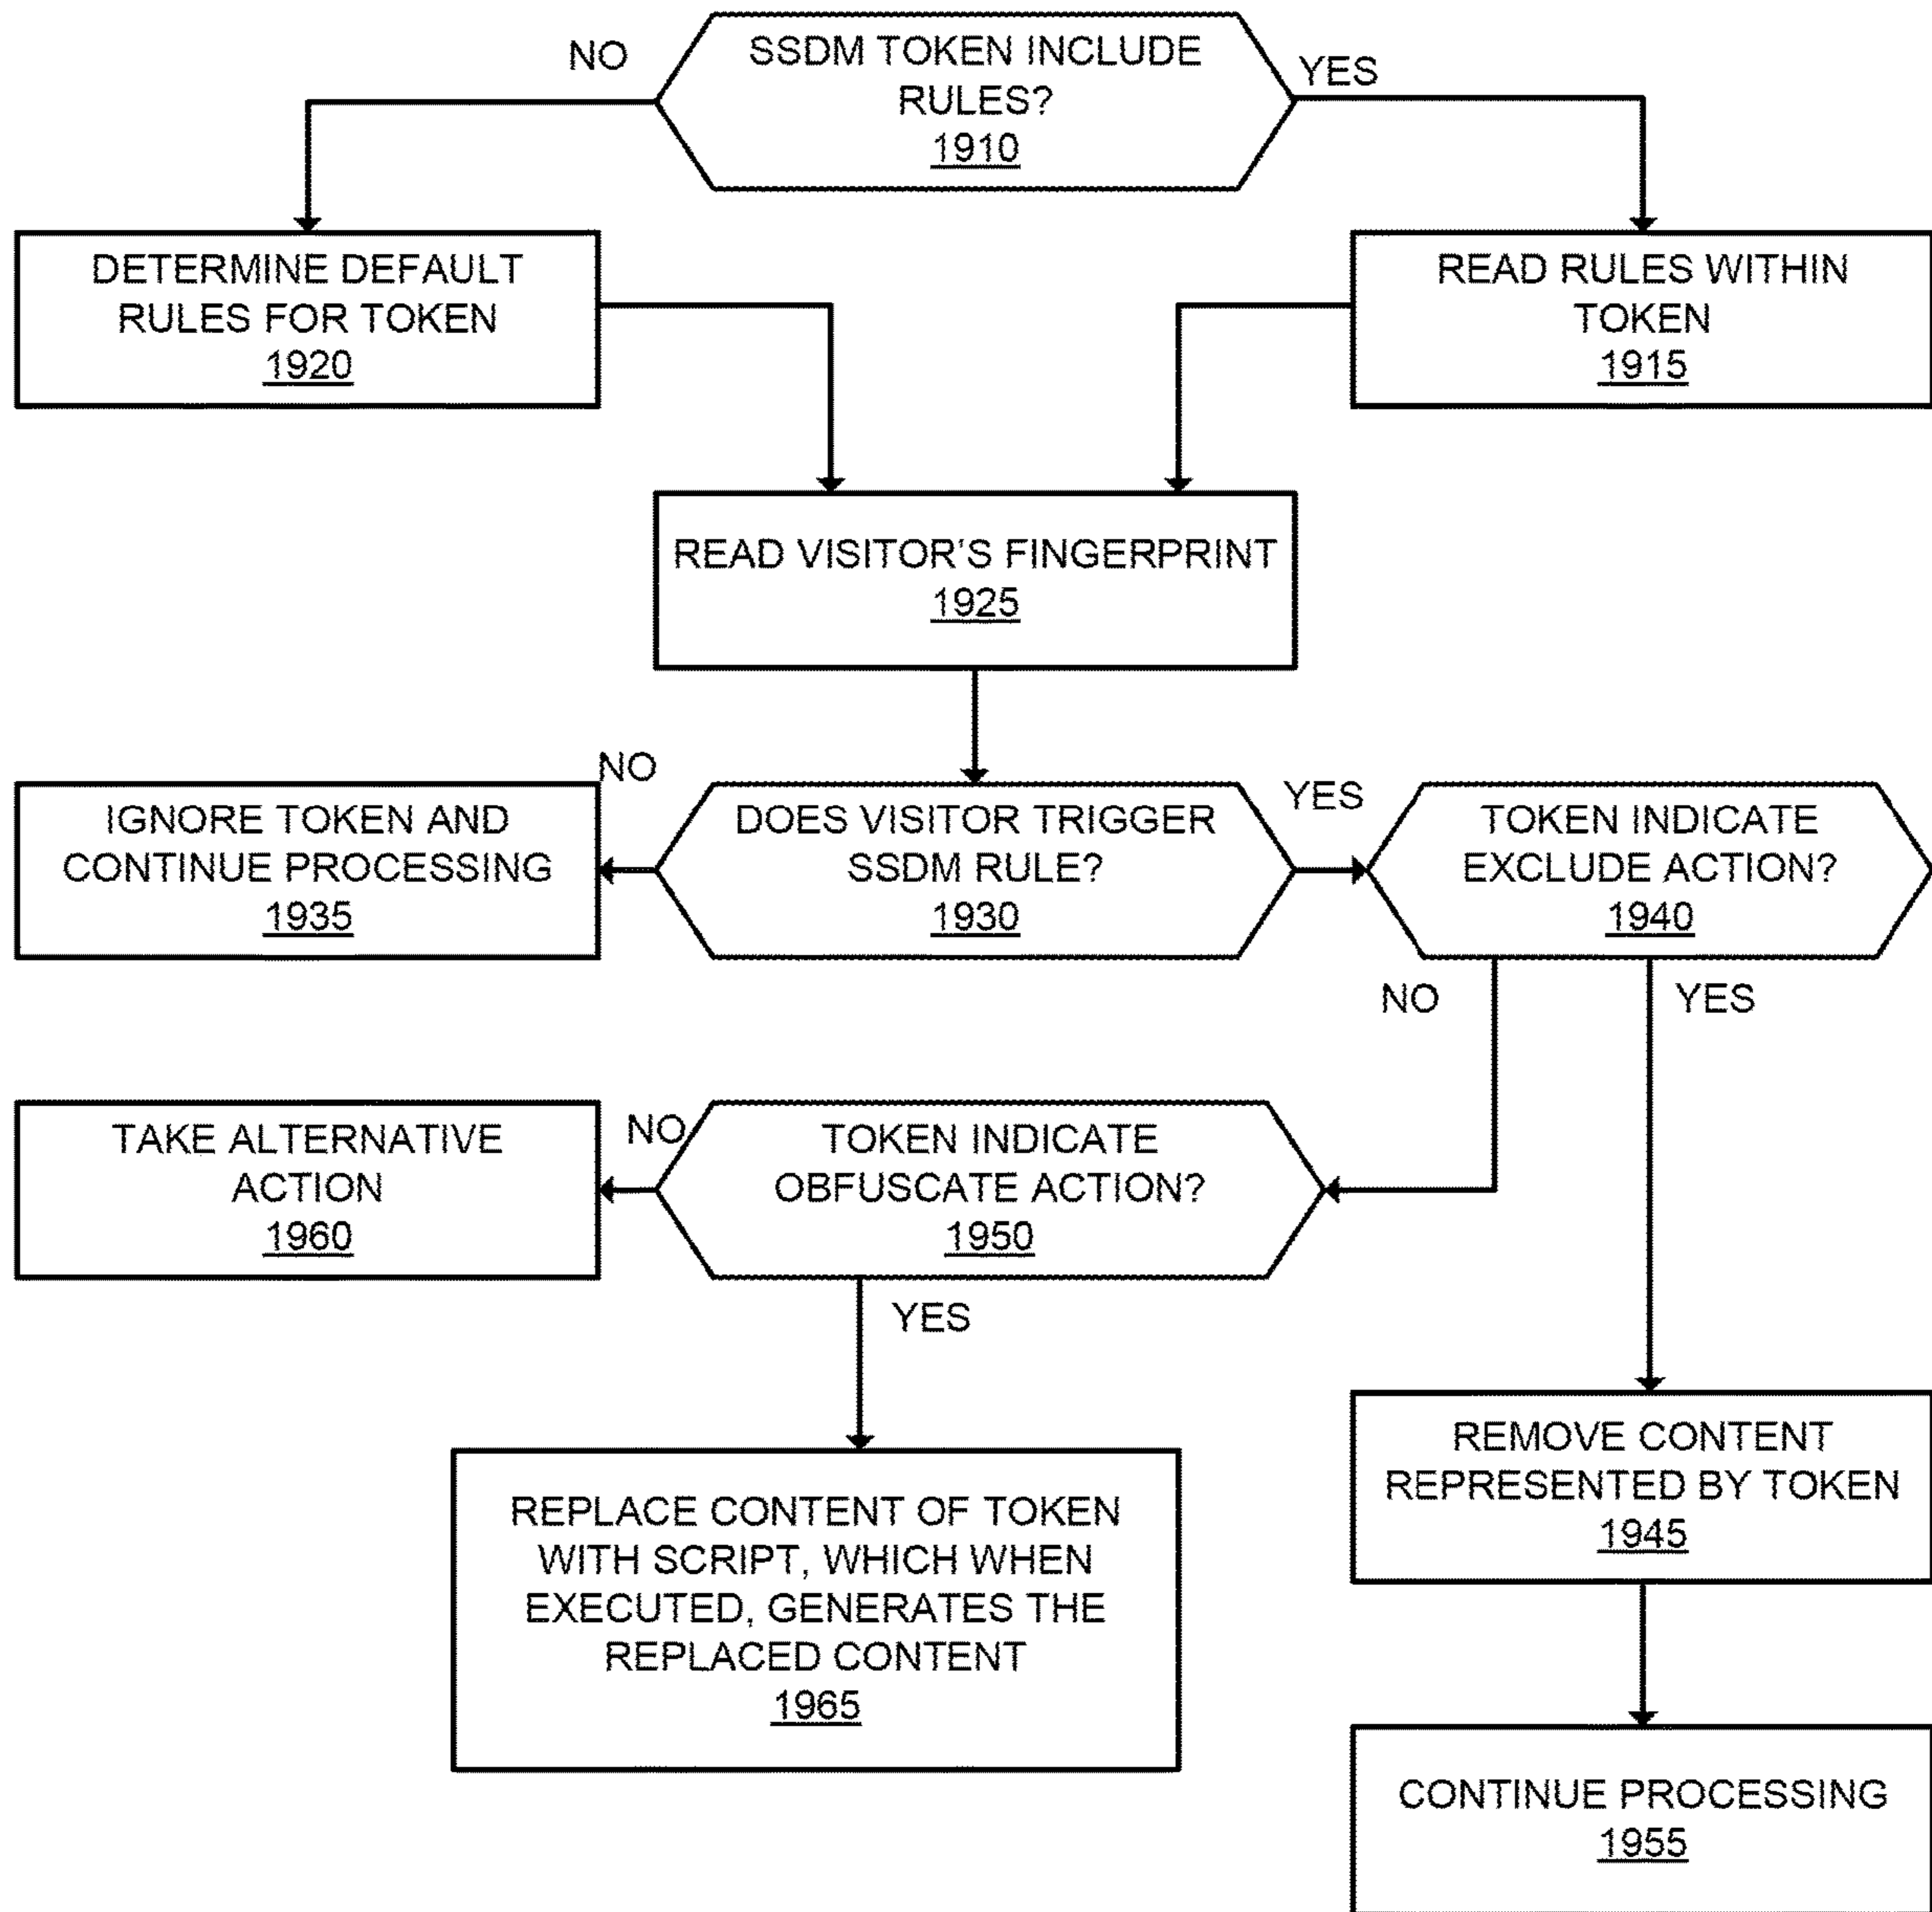 NO
SSDM TOKEN INCLUDE
RULES?
1910
YES
DETERMINE DEFAULT
RULES FOR TOKEN
1920
READ RULES WITHIN
TOKEN
1915
READ VISITOR'S FINGERPRINT
1925
NO
IGNORE TOKEN AND
CONTINUE PROCESSING
1935
DOES VISITOR TRIGGER
SSDM RULE?
1930
YES
TOKEN INDICATE
EXCLUDE ACTION?
1940
NO
YES
TAKE ALTERNATIVE
ACTION
1960
NO
TOKEN INDICATE
OBFUSCATE ACTION?
1950
YES
REPLACE CONTENT OF TOKEN
WITH SCRIPT, WHICH WHEN
EXECUTED, GENERATES THE
REPLACED CONTENT
1965
REMOVE CONTENT
REPRESENTED BY TOKEN
1945
CONTINUE PROCESSING
1955